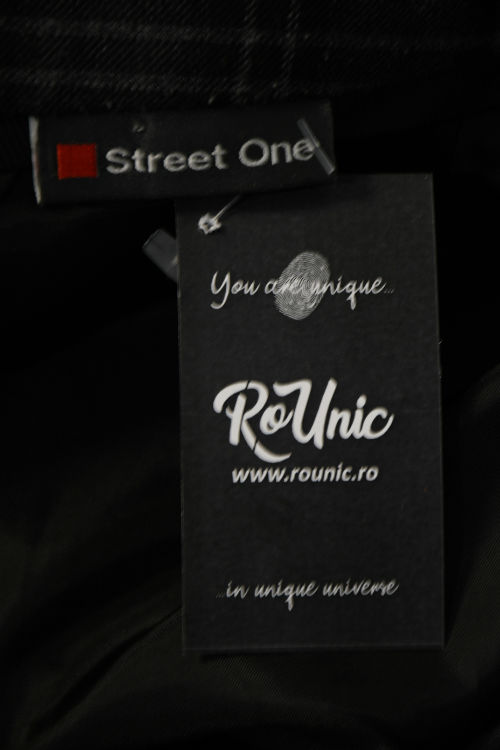 Street One
You are unique...
RoUnic
www.rounic.ro
...in unique universe